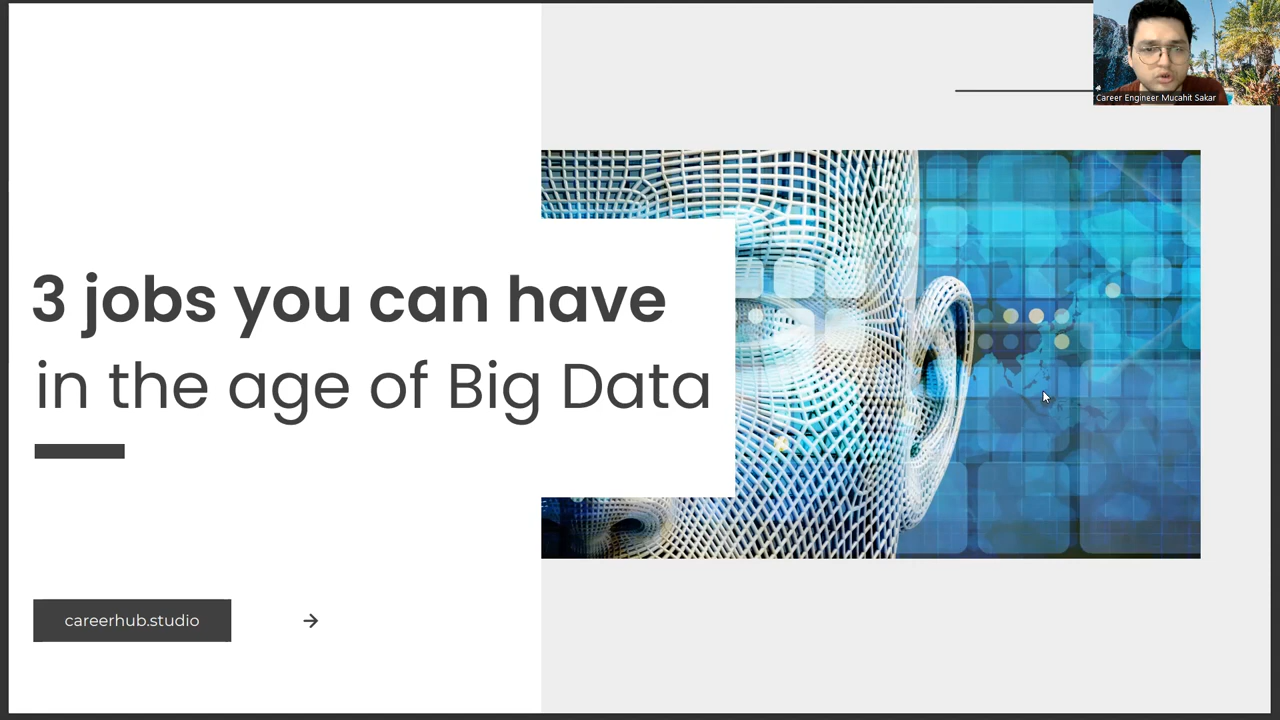 Career Engineer Mucahit Sakar
3 jobs you can have
in the age of Big Data
careerhub.studio